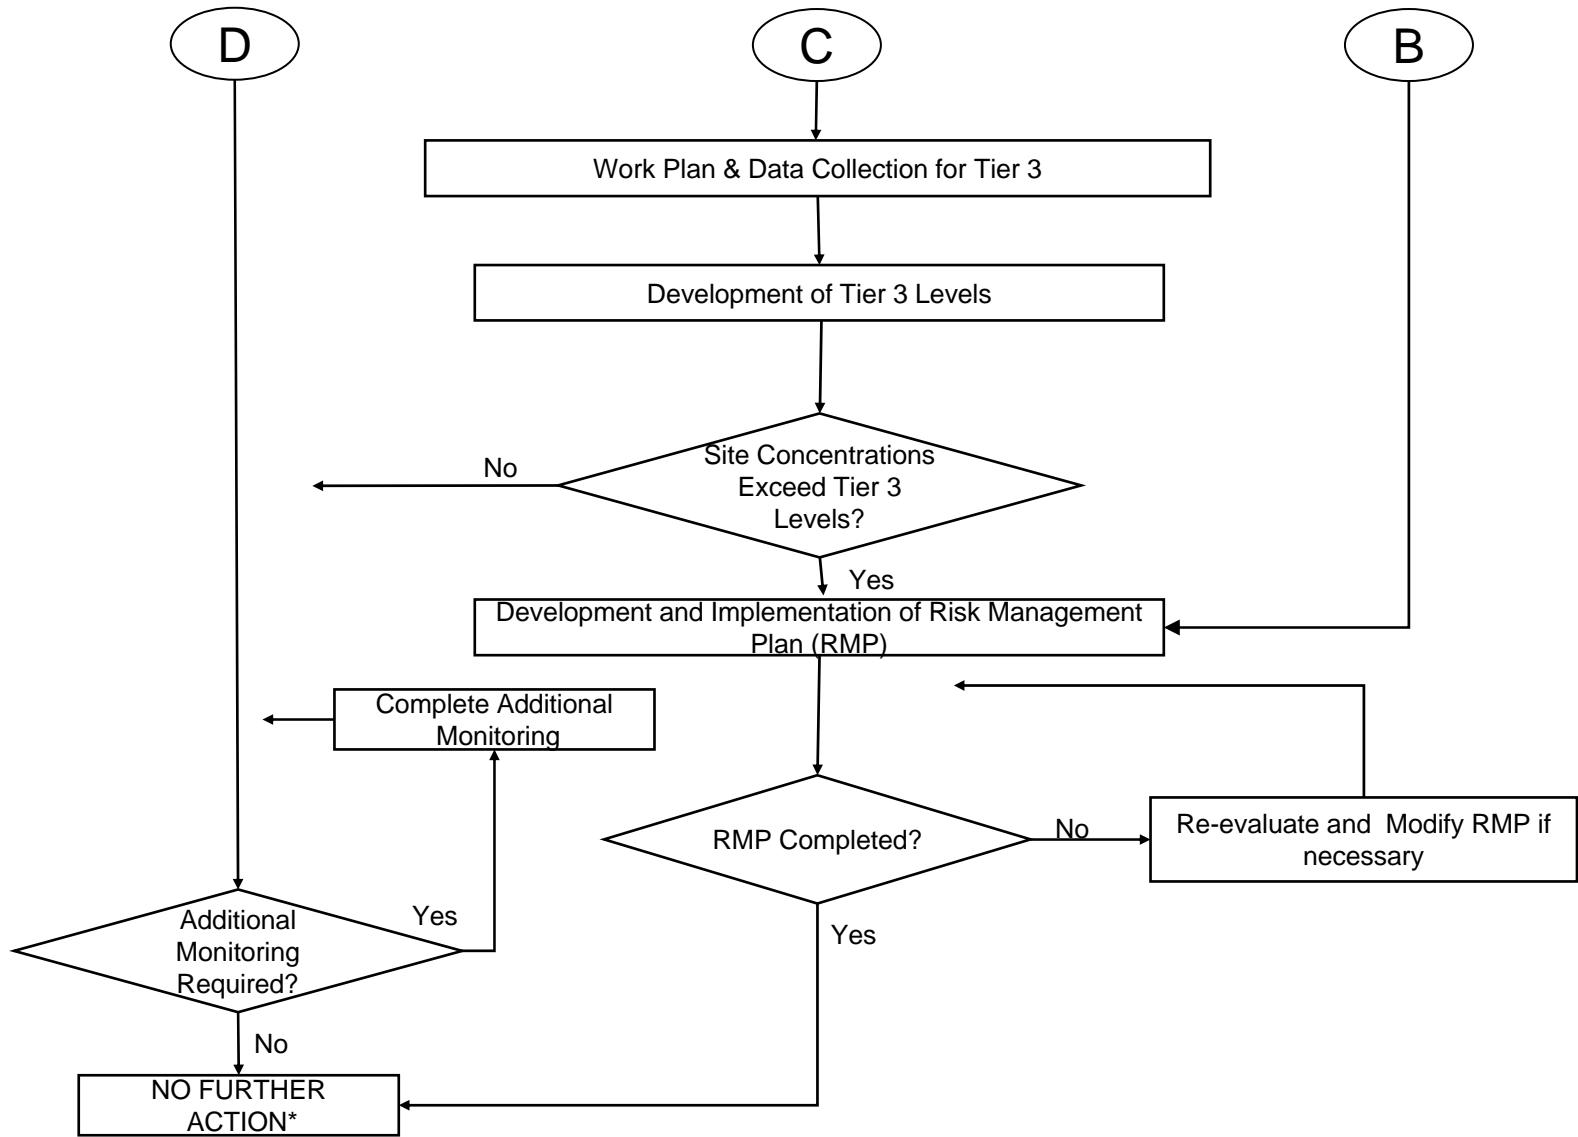 D
C
B
Work Plan & Data Collection for Tier 3
Development of Tier 3 Levels
Site Concentrations
Exceed Tier 3
Levels?
No
Yes
Development and Implementation of Risk Management
Plan (RMP)
Complete Additional
Monitoring
RMP Completed?
No
Re-evaluate and  Modify RMP if
necessary
Yes
Additional
Monitoring
Required?
Yes
No
NO FURTHER
ACTION*